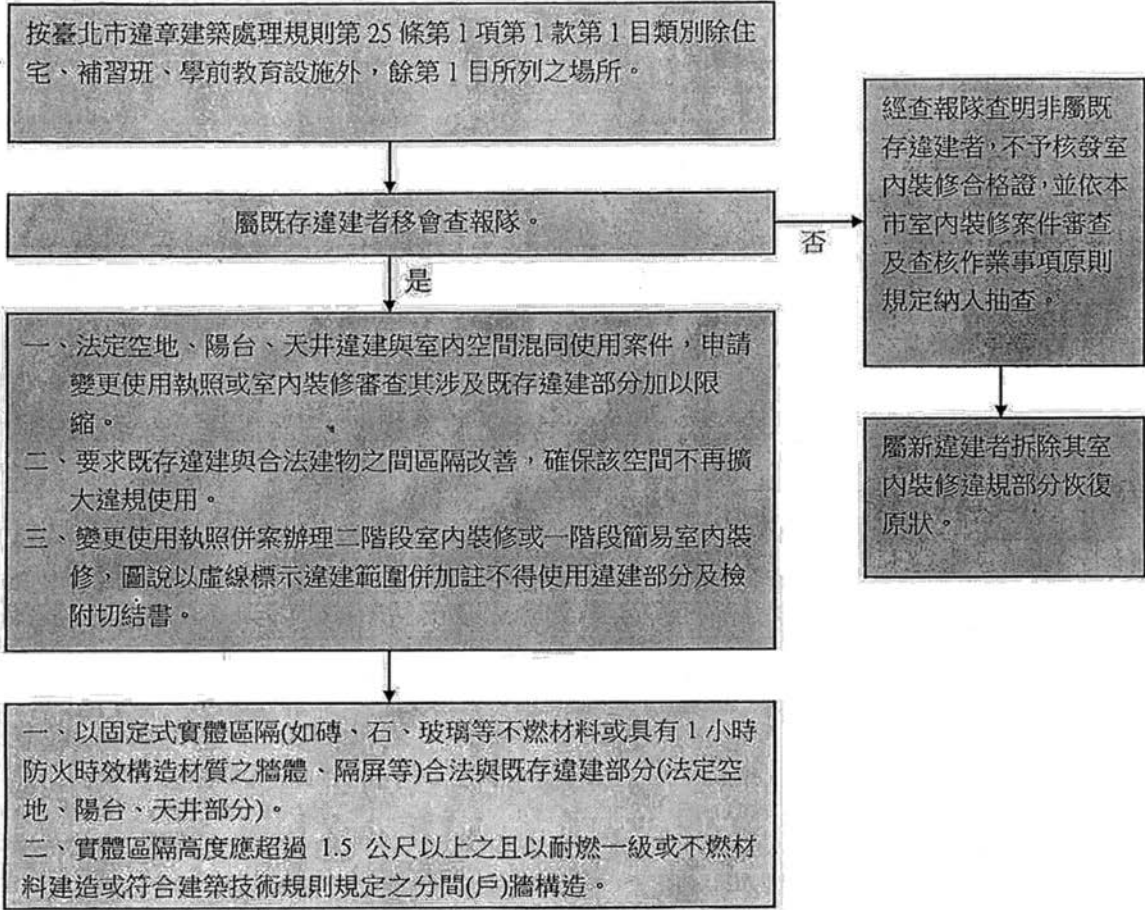 按臺北市違章建築處理規則第 25 條第 1 項第 1 款第 1 目類別除住
宅、補習班、學前教育設施外，餘第 1 目所列之場所。
屬既存違建者移會查報隊。
否
經查報隊查明非屬既
存違建者，不予核發室
內裝修合格證，並依本
市室內裝修案件審查
及查核作業事項原則
規定納入抽查。
屬新違建者拆除其室
內裝修違規部分恢復
原狀。
是
一、法定空地、陽台、天井違建與室內空間混同使用案件，申請
變更使用執照或室內裝修審查其涉及既存違建部分加以限
縮。
二、要求既存違建與合法建物之間區隔改善，確保該空間不再擴
大違規使用。
三、變更使用執照併案辦理二階段室內裝修或一階段簡易室內裝
修，圖說以虛線標示違建範圍併加註不得使用違建部分及檢
附切結書。
一、以固定式實體區隔(如磚、石、玻璃等不燃材料或具有 1 小時
防火時效構造材質之牆體、隔屏等)合法與既存違建部分(法定空
地、陽台、天井部分)。
二、實體區隔高度應超過 1.5 公尺以上之且以耐燃一級或不燃材
料建造或符合建築技術規則規定之分間(戶)牆構造。